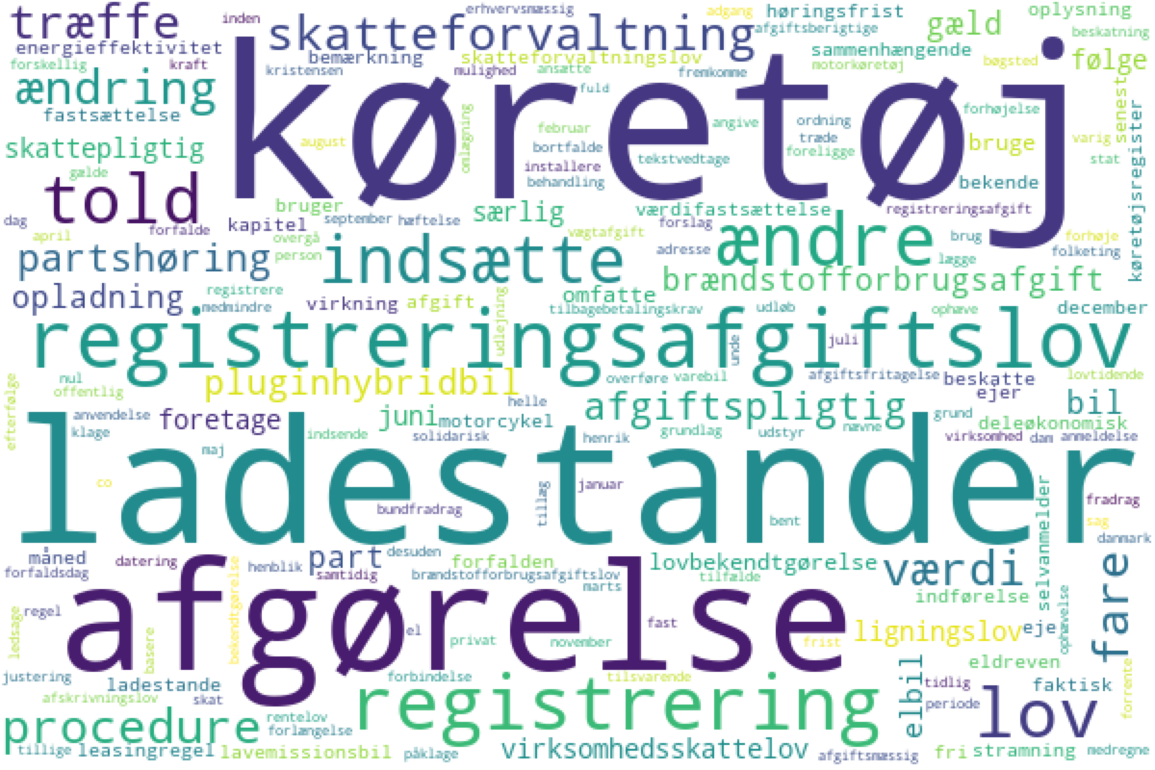 træffe
inden
skatteforvaltning
erhvervsmæssig
adgang
høringsfrist
afgiftsberigtige
gæld
oplysning
beskatning
energieffektivitet
forskellig
kraft
bemærkning
skatteforvaltningslov
sammenhængende
motorkøretøj
bøgsted
følge
ændring
kristensen
mulighed
ansætte
fremkomme
fuld
køretøj
fastsættelse
august
omlægning
februar
bortfalde
installere
behandling
tekstvedtage
angive
ordning
træde
foreligge
forhøjelse
bruge
varig
stat
senest
køretøjsregister
skattepligtig
gælde
bekende
told
bruger
september
hæftelse
kapitel
særlig
værdifastsættelse
registreringsafgift
forslag
dag
april
forfalde
overgå
person
vægtafgift
adresse
ændre
brug
lægge
forhøje
folketing
partshøring
indsætte
brændstofforbrugsafgift
opladning
registrere
medmindre
virkning
afgift
udlejning
omfatte
tilbagebetalingskrav
udløb
ophæve
december
registreringsafgiftslov
unde
juli
efterfølge
nul
offentlig
pluginhybridbil
overføre
varebil
afgiftsfritagelse
beskatte
ejer
lovtidende
helle
anvendelse
klage
foretage
juni
motorcykel
afgiftspligtig
grund
bil
deleøkonomisk
indsende
solidarisk
henrik
grundlag
udstyr
nævne
virksomhed
dam
anmeldelse
ladestander
maj
co
bundfradrag
tillæg
januar
bent
selvanmelder
fradrag
sag
danmark
måned
forfaldsdag
datering
henblik
part
samtidig
desuden
forfalden
brændstofforbrugsafgiftslov
marts
lovbekendtgørelse
tilfælde
værdi
indførelse
fare
afgørelse
ledsage
regel
basere
bekendtgørelse
el
privat
november
fast
frist
ligningslov
eje
ophævelse
eldreven
justering
ladestande
afskrivningslov
skat
forbindelse
tilsvarende
registrering
elbil
tidlig
periode
lov
faktisk
forrente
procedure
rentelov
forlængelse
tillige
leasingregel
lavemissionsbil
påklage
virksomhedsskattelov
afgiftsmæssig
fri
stramning
medregne